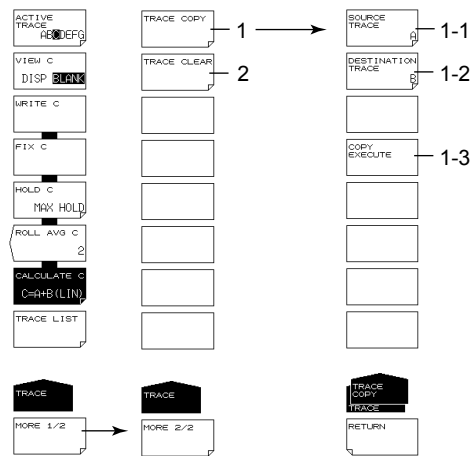 ACTIVE
TRACE
ABCDEFG
VIEW C
DISP BLANK
WRITE C
FIX C
HOLD C
MAX HOLD
ROLL AVG C
2
CALCULATE C
C=A+B(LIN)
TRACE LIST
TRACE
MORE 1/2
TRACE COPY
1
TRACE CLEAR
2
TRACE
MORE 2/2
SOURCE
TRACE
A
1-1
DESTINATION
TRACE
B
1-2
COPY
EXECUTE
1-3
TRACE
COPY
TRACE
RETURN